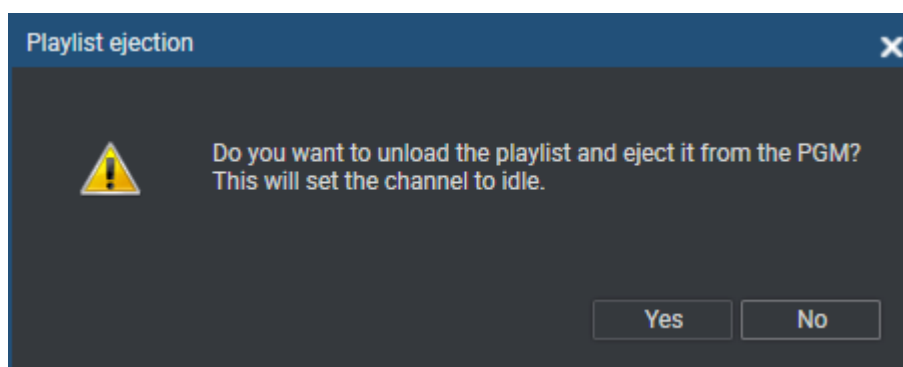 Playlist ejection
Do you want to unload the playlist and eject it from the PGM?
This will set the channel to idle.
Yes
No